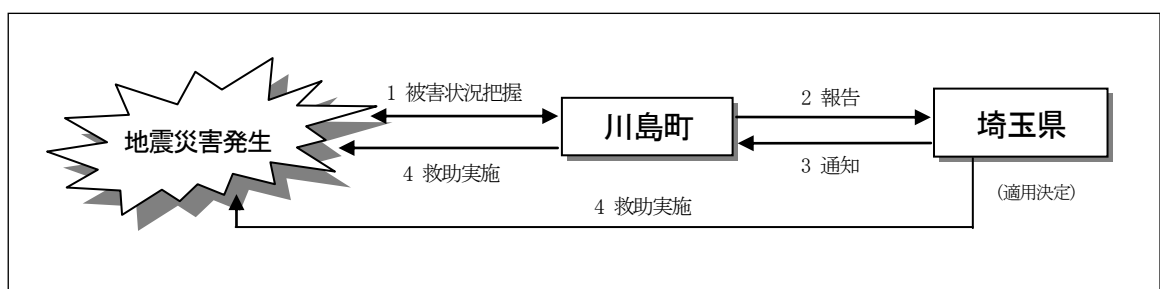 1 被害状況把握
2 報告
地震災害発生
川島町
埼玉県
4 救助実施
3 通知
(適用決定)
4 救助実施